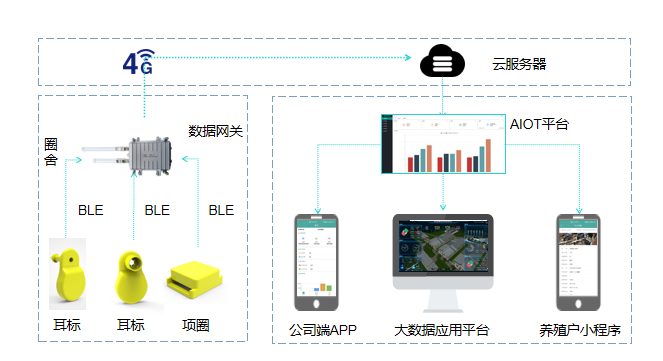 4G
云服务器
数据网关
圈舍
AIOT平台
BLE
BLE
BLE
耳标
耳标
项圈
公司端APP
大数据应用平台
养殖户小程序